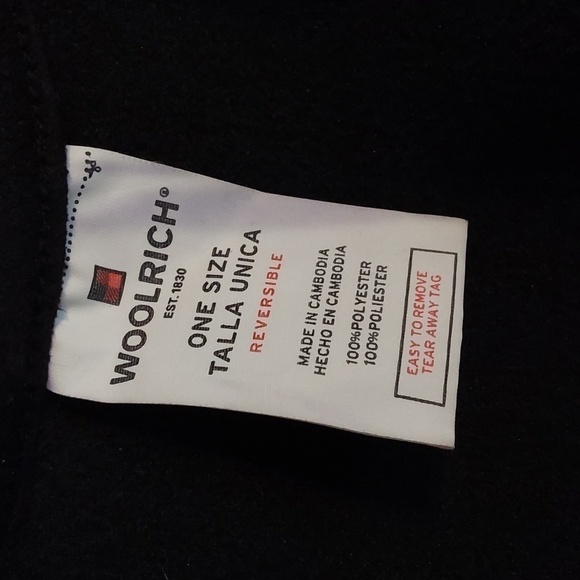 WOOLRICH®
EST. 1830
ONE SIZE
TALLA UNICA
REVERSIBLE
MADE IN CAMBODIA
HECHO EN CAMBODIA
100%POLYESTER
100%POLIESTER
EASY TO REMOVE
TEAR AWAY TAG